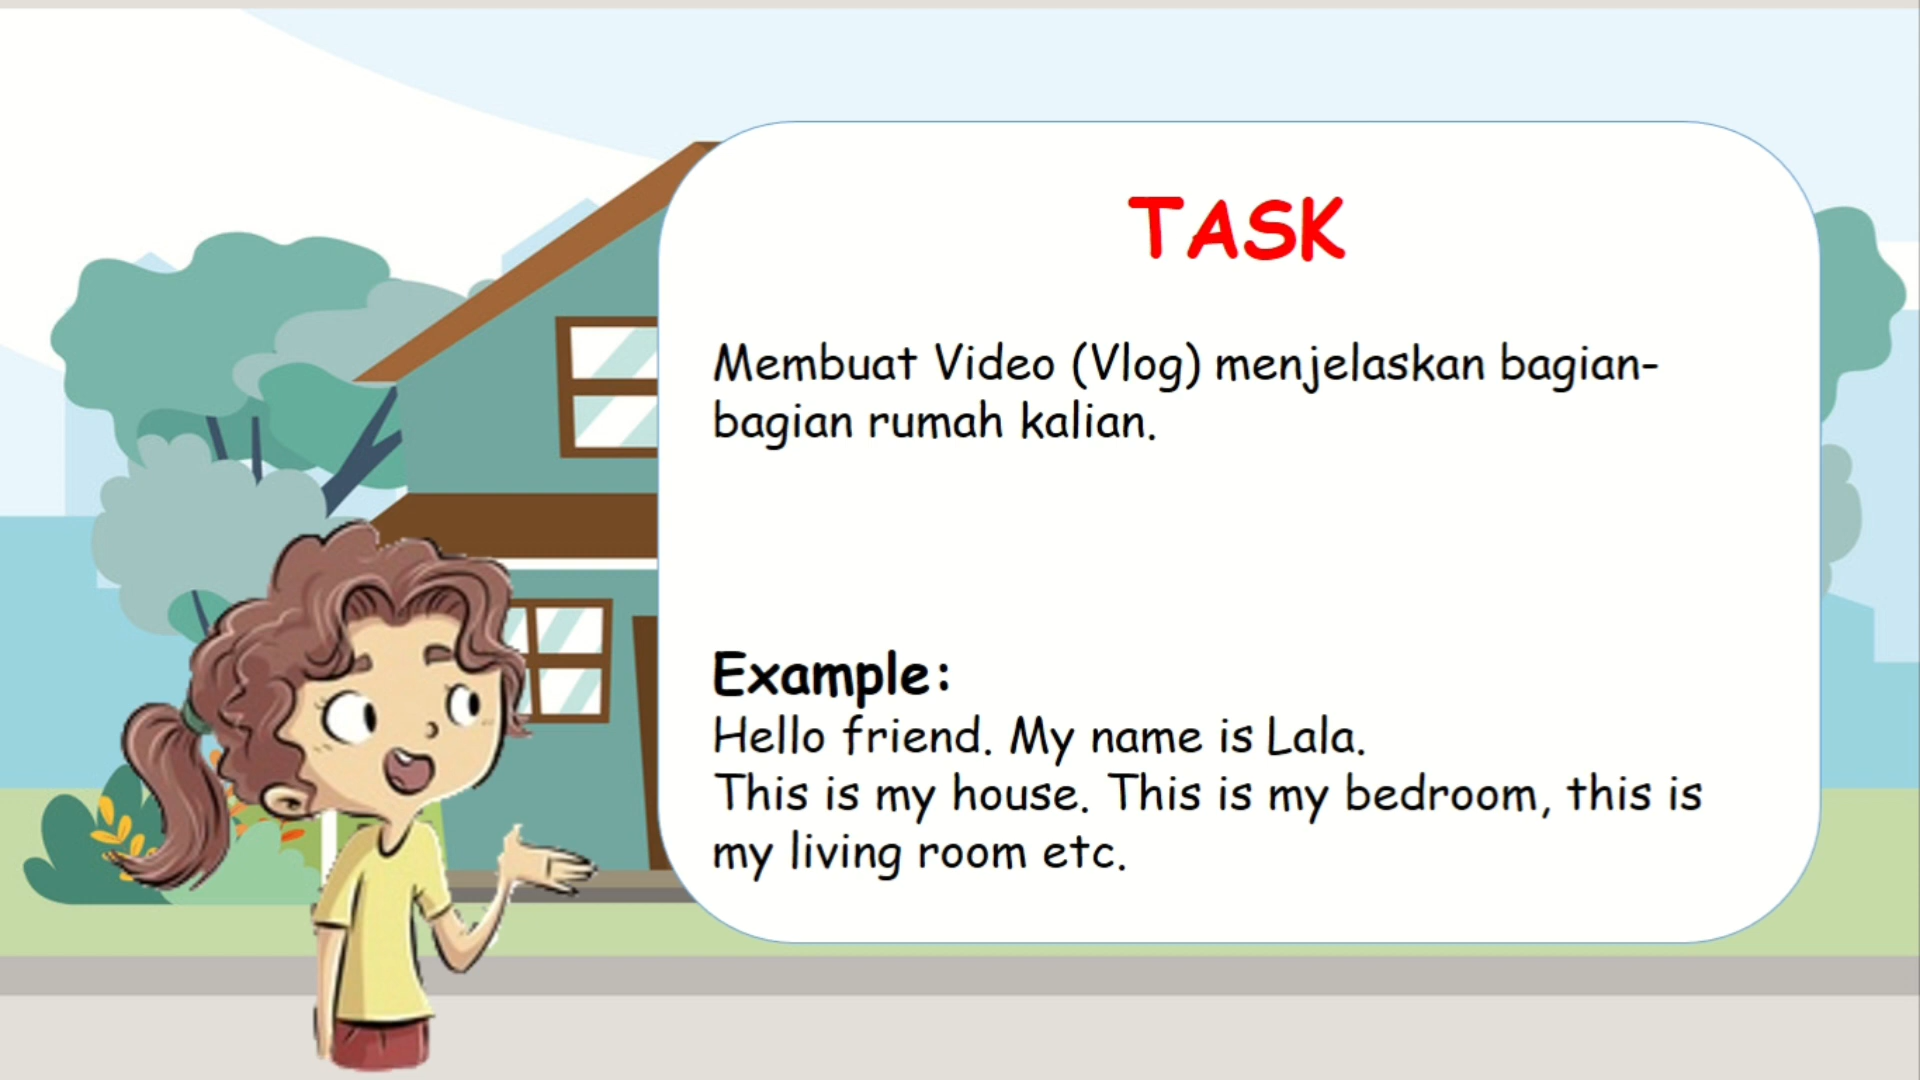 TASK
Membuat Video (Vlog) menjelaskan bagian-
bagian rumah kalian.
Example:
Hello friend. My name is Lala.
This is my house. This is my bedroom, this is
my living room etc.